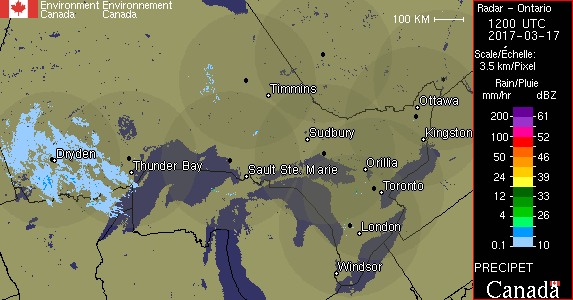 Environment Environnement
Canada Canada
100 KM
Timmins
Ottawa
Sudbury
Kingston
Dryden
Thunder Bay
Sault Ste. Marie
Orillia
Toronto
London
Windsor
Radar - Ontario
1200 UTC
2017-03-17
Scale/Échelle:
3.5 km/Pixel
Rain/Pluie
mm/hr dBZ
200 61
100 52
50 46
24 39
12 33
4 26
0.1 10
PRECIPET
Canada